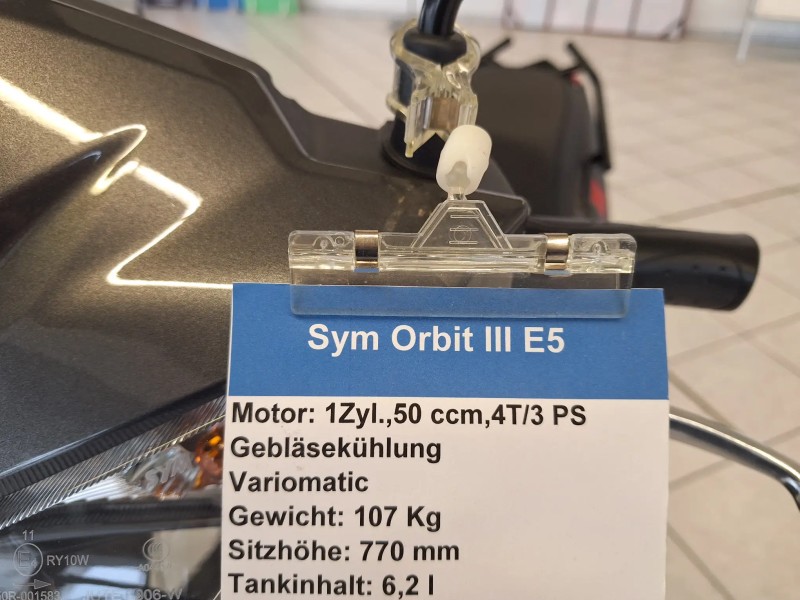 Sym Orbit III E5
Motor: 1Zyl.,50 ccm,4T/3 PS
Gebläsekühlung
Variomatic
Gewicht: 107 Kg
Sitzhöhe: 770 mm
Tankinhalt: 6,2 l
11
E RY10W